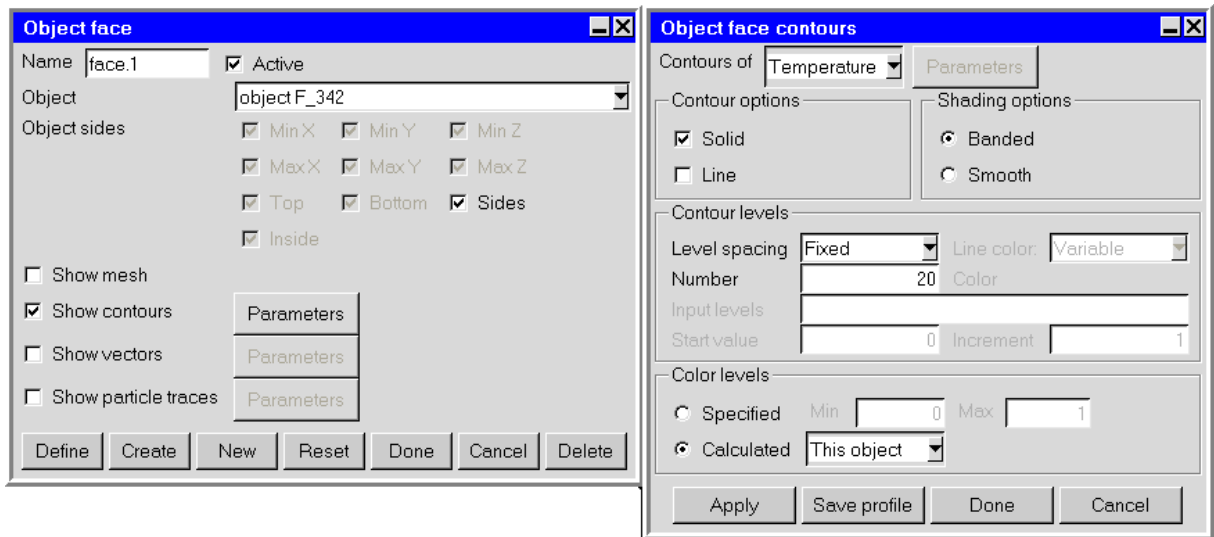 Object face
Name face.1 Active
Object object F_342
Object sides Min X Min Y Min Z
Max X Max Y Max Z
Top Bottom Sides
Inside
Show mesh
Show contours Parameters
Show vectors Parameters
Show particle traces Parameters
Define Create New Reset Done Cancel Delete
Object face contours
Contours of Temperature Parameters
Contour options Shading options
Solid Banded
Line Smooth
Contour levels
Level spacing Fixed Line color: Variable
Number 20 Color
Input levels
Start value 0 Increment 1
Color levels
Specified Min 0 Max 1
Calculated This object
Apply Save profile Done Cancel